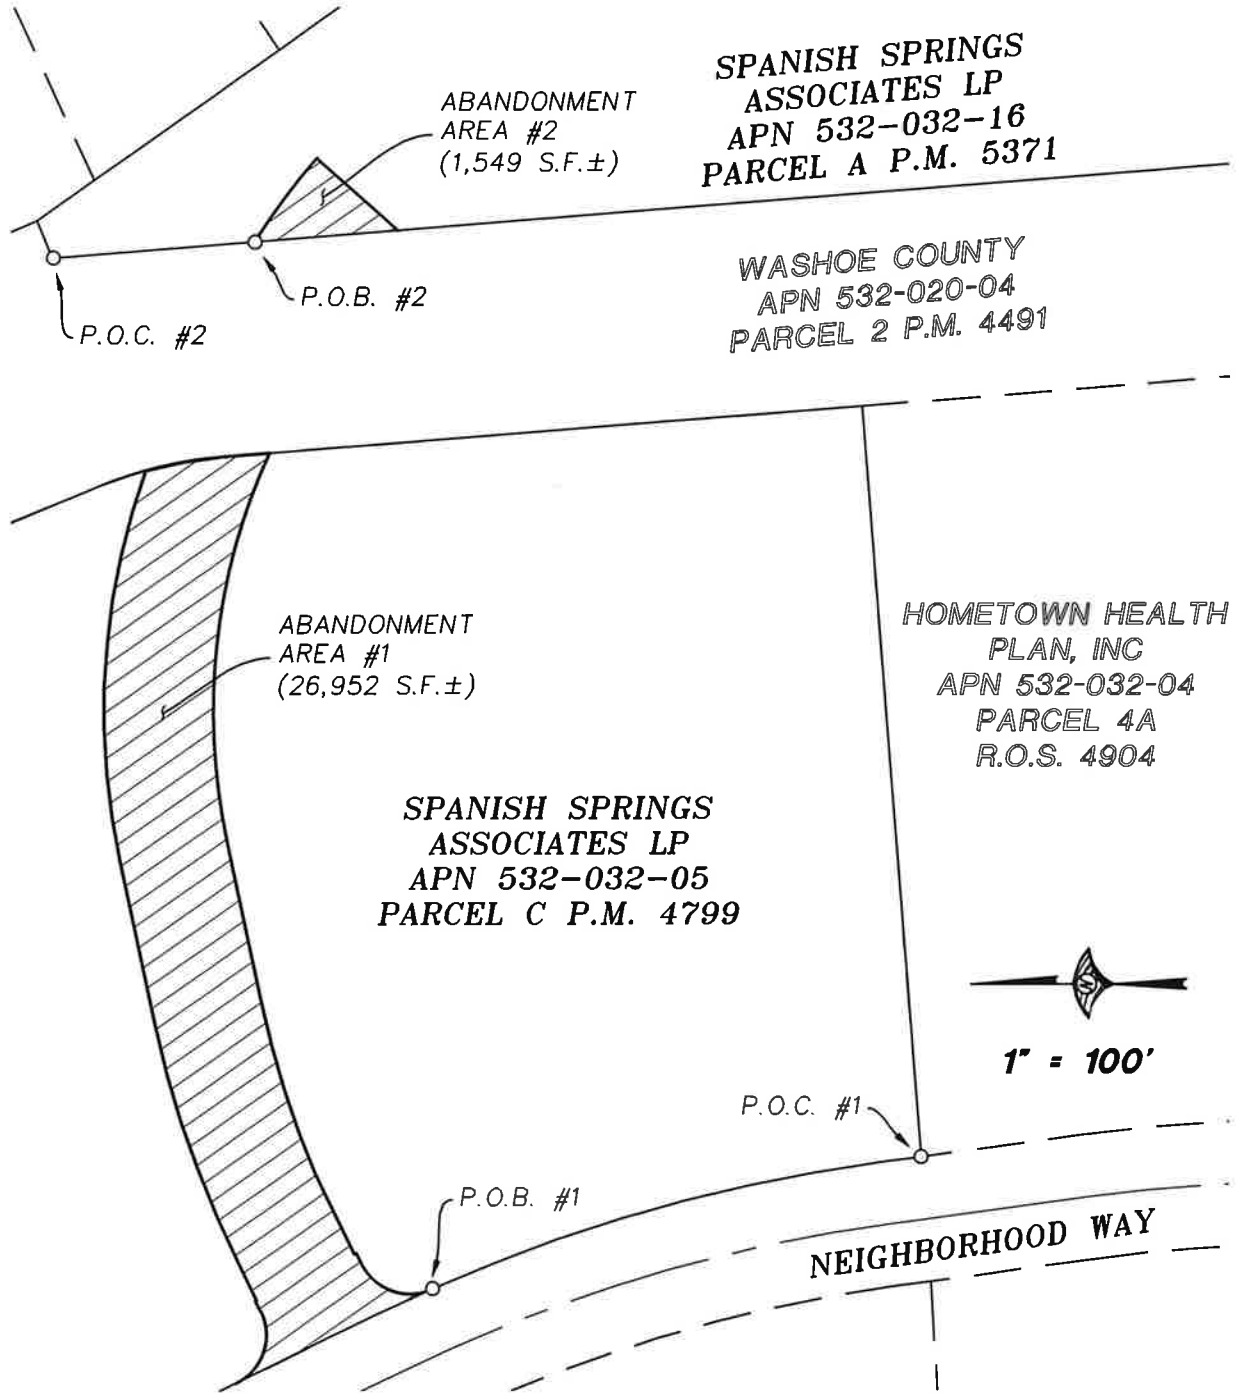 SPANISH SPRINGS
ASSOCIATES LP
APN 532-032-16
PARCEL A P.M. 5371
ABANDONMENT
AREA #2
(1,549 S.F.±)
WASHOE COUNTY
APN 532-020-04
PARCEL 2 P.M. 4491
P.O.B. #2
P.O.C. #2
ABANDONMENT
AREA #1
(26,952 S.F.±)
HOMETOWN HEALTH
PLAN, INC
APN 532-032-04
PARCEL 4A
R.O.S. 4904
SPANISH SPRINGS
ASSOCIATES LP
APN 532-032-05
PARCEL C P.M. 4799
N
1" = 100'
P.O.C. #1
P.O.B. #1
NEIGHBORHOOD WAY